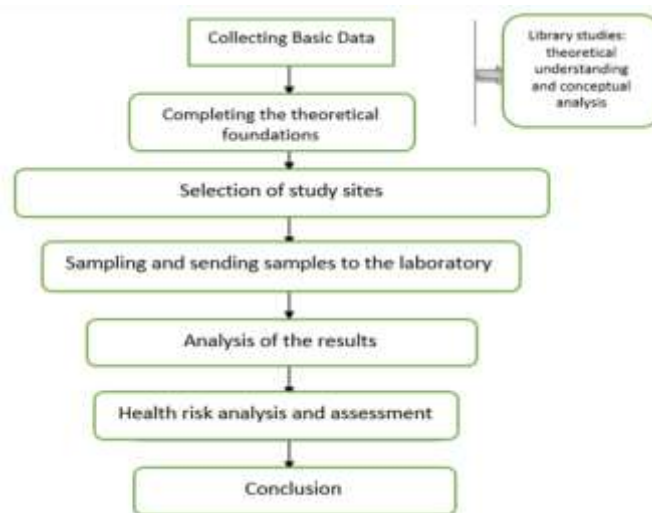 Collecting Basic Data
Library studies:
theoretical
understanding
and conceptual
analysis
Completing the theoretical
foundations
Selection of study sites
Sampling and sending samples to the laboratory
Analysis of the results
Health risk analysis and assessment
Conclusion